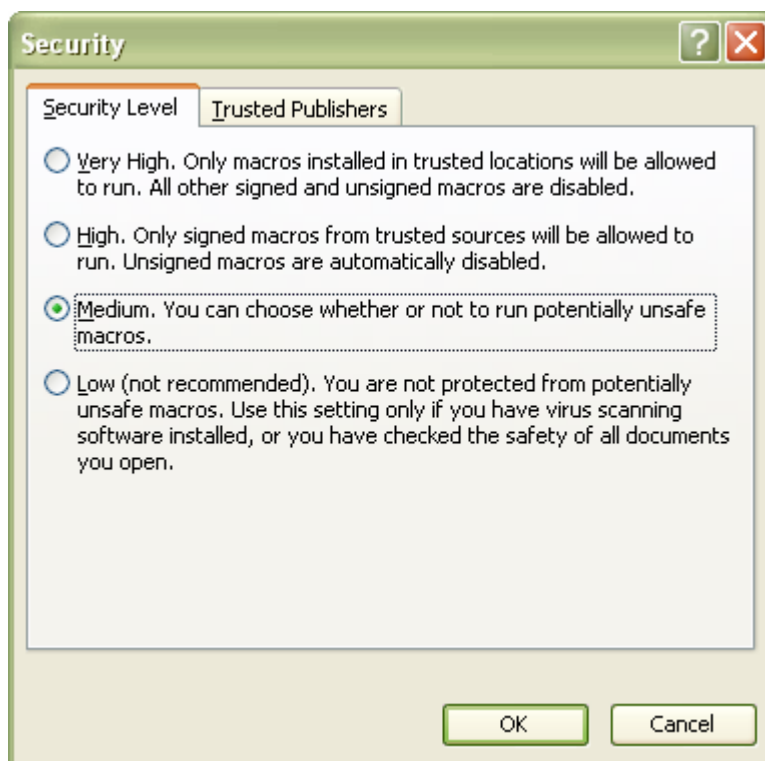 Security
?
X
Security Level
Trusted Publishers
Very High. Only macros installed in trusted locations will be allowed
to run. All other signed and unsigned macros are disabled.
High. Only signed macros from trusted sources will be allowed to
run. Unsigned macros are automatically disabled.
Medium. You can choose whether or not to run potentially unsafe
macros.
Low (not recommended). You are not protected from potentially
unsafe macros. Use this setting only if you have virus scanning
software installed, or you have checked the safety of all documents
you open.
OK
Cancel